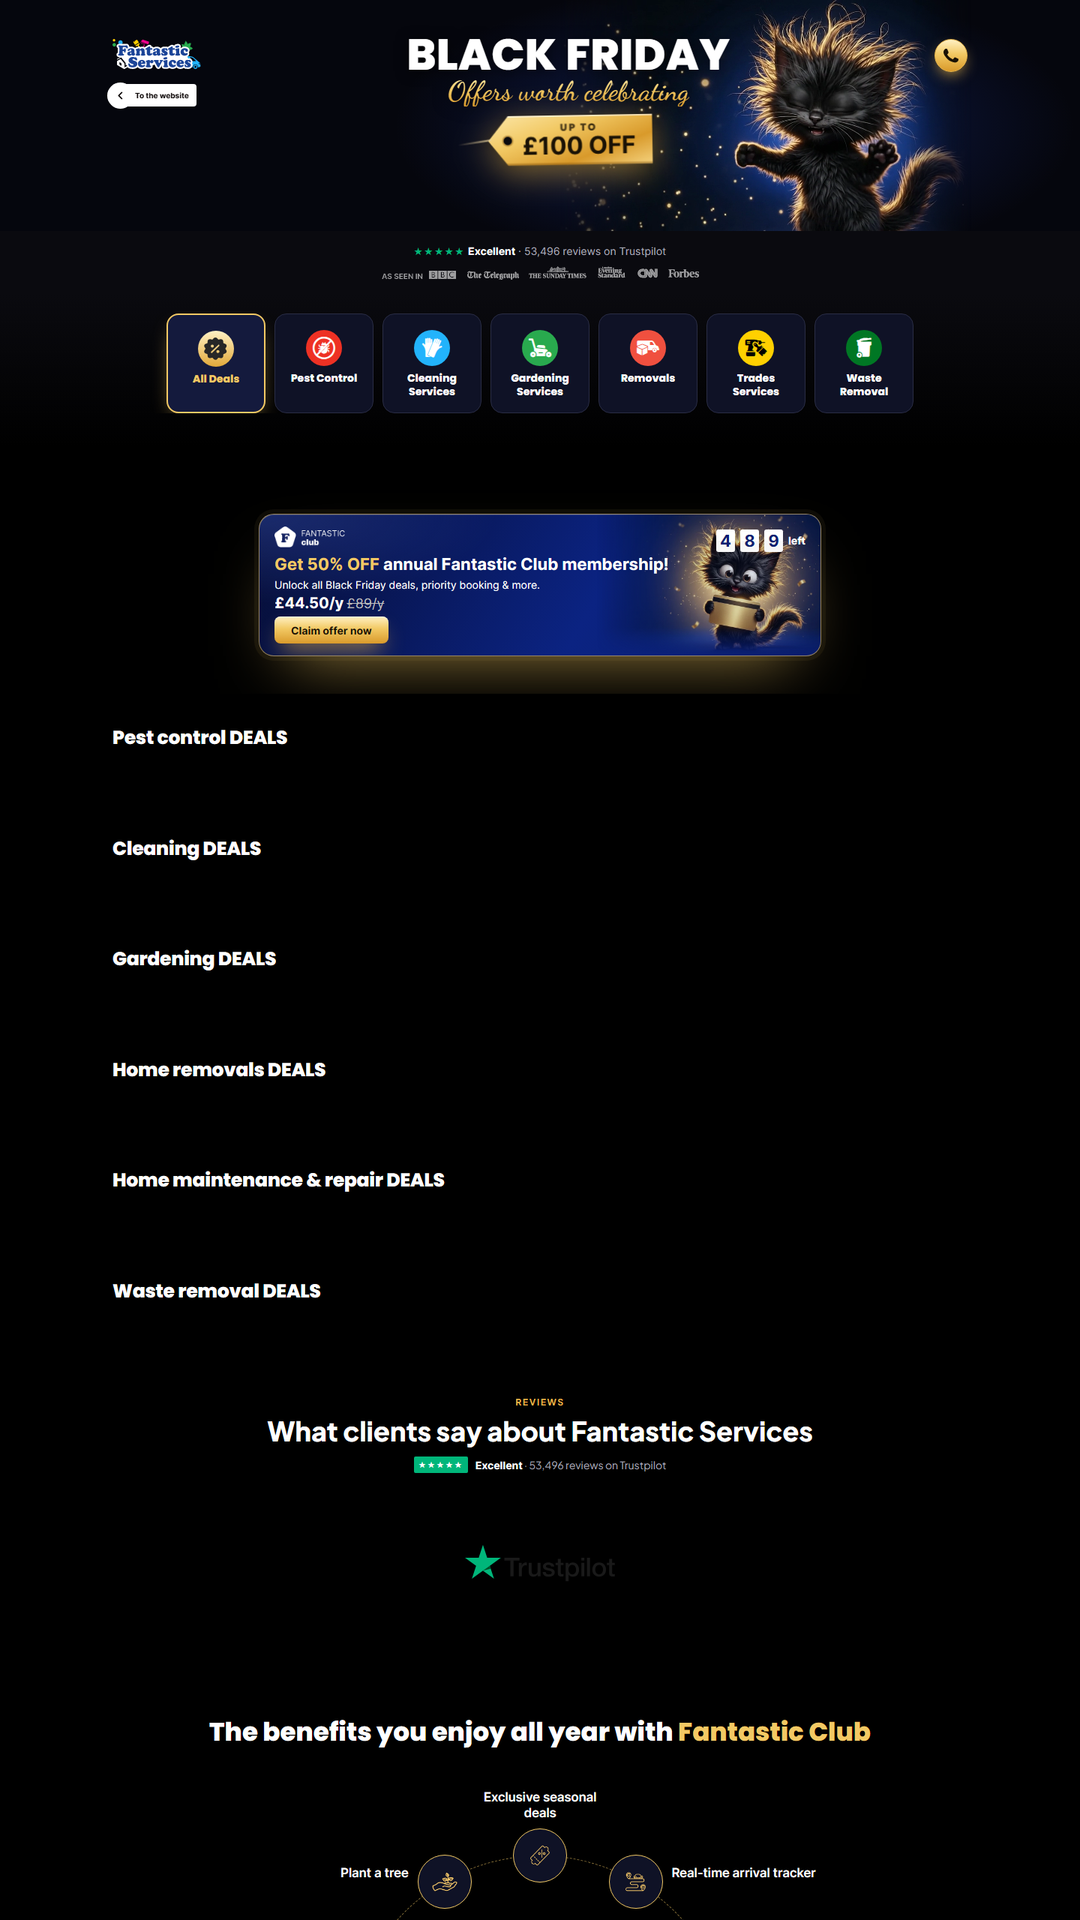 Fantastic
Services
To the website
BLACK FRIDAY
Offers worth celebrating
UP TO
£100 OFF
★★★★★ Excellent · 53,496 reviews on Trustpilot
AS SEEN IN BBC The Telegraph THE SUNDAY TIMES Evening Standard CNN Forbes
All Deals
Pest Control
Cleaning
Services
Gardening
Services
Removals
Trades
Services
Waste
Removal
F FANTASTIC
club
4 8 9 left
Get 50% OFF annual Fantastic Club membership!
Unlock all Black Friday deals, priority booking & more.
£44.50/y £89/y
Claim offer now
Pest control DEALS
Cleaning DEALS
Gardening DEALS
Home removals DEALS
Home maintenance & repair DEALS
Waste removal DEALS
REVIEWS
What clients say about Fantastic Services
★★★★★ Excellent · 53,496 reviews on Trustpilot
Trustpilot
The benefits you enjoy all year with Fantastic Club
Exclusive seasonal
deals
Plant a tree
Real-time arrival tracker